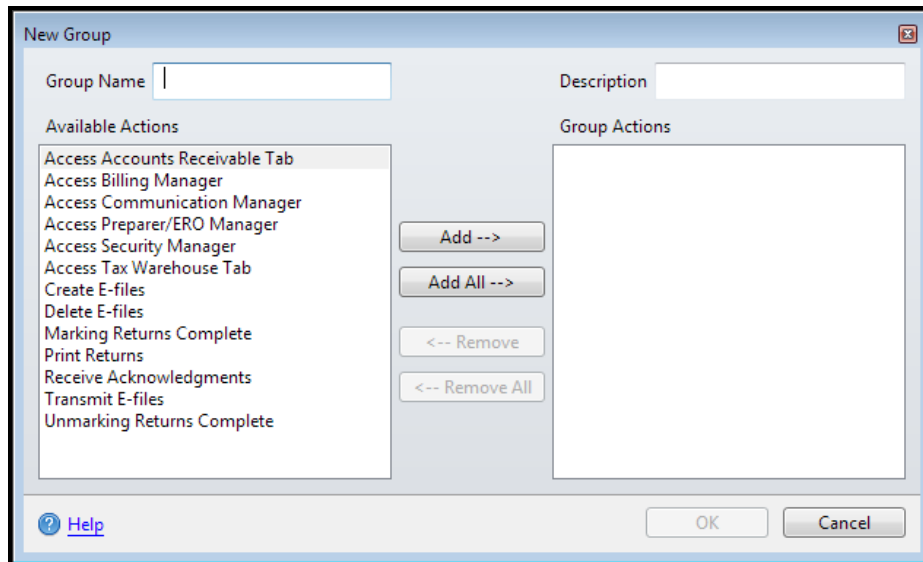 New Group
Group Name
Description
Available Actions
Group Actions
Access Accounts Receivable Tab
Access Billing Manager
Access Communication Manager
Access Preparer/ERO Manager
Access Security Manager
Access Tax Warehouse Tab
Create E-files
Delete E-files
Marking Returns Complete
Print Returns
Receive Acknowledgments
Transmit E-files
Unmarking Returns Complete
Add -->
Add All -->
<-- Remove
<-- Remove All
Help
OK
Cancel